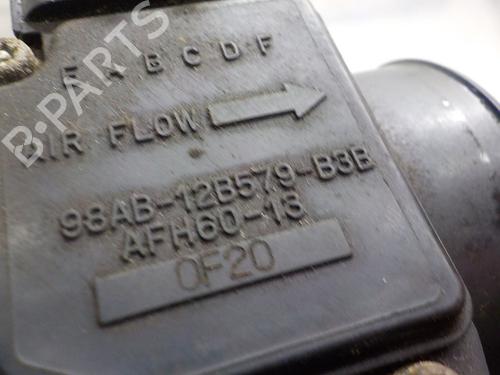 E A B C D F
AIR FLOW
98AB-12B579-B3B
AFH60-13
0F20
B-PARTS